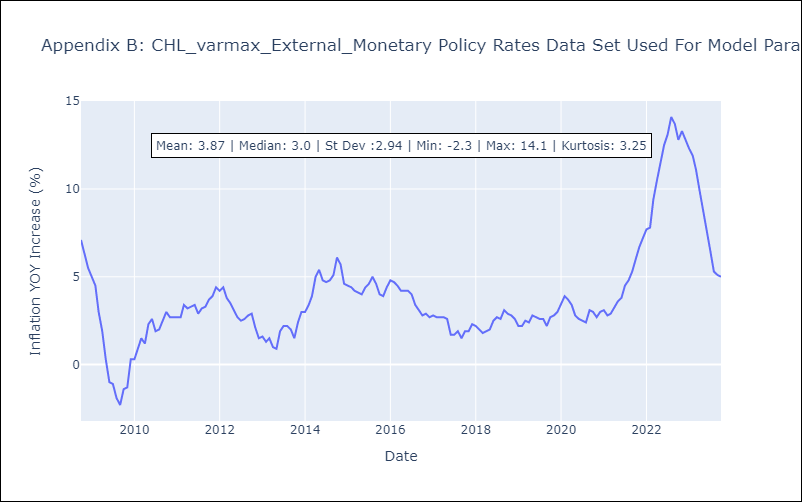 Appendix B: CHL_varmax_External_Monetary Policy Rates Data Set Used For Model Para
15
Mean: 3.87 | Median: 3.0 | St Dev :2.94 | Min: -2.3 | Max: 14.1 | Kurtosis: 3.25
10
5
0
Inflation YOY Increase (%)
2010 2012 2014 2016 2018 2020 2022
Date